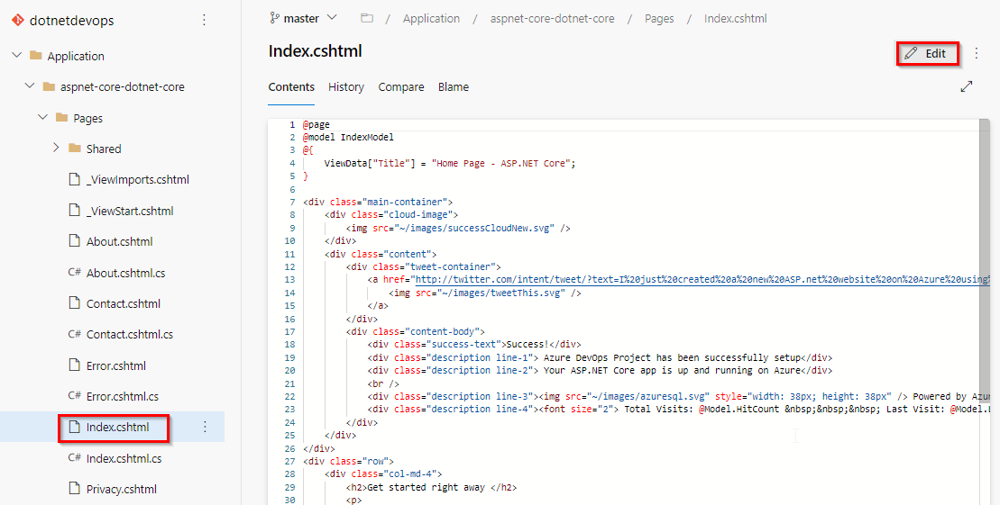 dotnetdevops
Application
aspnet-core-dotnet-core
Pages
Shared
_ViewImports.cshtml
_ViewStart.cshtml
About.cshtml
C# About.cshtml.cs
Contact.cshtml
C# Contact.cshtml.cs
Error.cshtml
C# Error.cshtml.cs
Index.cshtml
C# Index.cshtml.cs
Privacy.cshtml
master / Application / aspnet-core-dotnet-core / Pages / Index.cshtml
Index.cshtml
Edit
Contents History Compare Blame
1 @page
2 @model IndexModel
3 @{
4     ViewData["Title"] = "Home Page - ASP.NET Core";
5 }
6
7 <div class="main-container">
8     <div class="cloud-image">
9         <img src="~/images/successCloudNew.svg" />
10     </div>
11     <div class="content">
12         <div class="tweet-container">
13             <a href="http://twitter.com/intent/tweet/?text=I%20just%20created%20a%20new%20ASP.net%20website%20on%20Azure%20using%
14                 <img src="~/images/tweetThis.svg" />
15             </a>
16         </div>
17         <div class="content-body">
18             <div class="success-text">Success!</div>
19             <div class="description line-1"> Azure DevOps Project has been successfully setup</div>
20             <div class="description line-2"> Your ASP.NET Core app is up and running on Azure</div>
21             <br />
22             <div class="description line-3"><img src="~/images/azuresql.svg" style="width: 38px; height: 38px" /> Powered by Azur
23             <div class="description line-4"><font size="2"> Total Visits: @Model.HitCount &nbsp;&nbsp;&nbsp; Last Visit: @Model.L
24         </div>
25     </div>
26 </div>
27 <div class="row">
28     <div class="col-md-4">
29         <h2>Get started right away </h2>
30         <p>